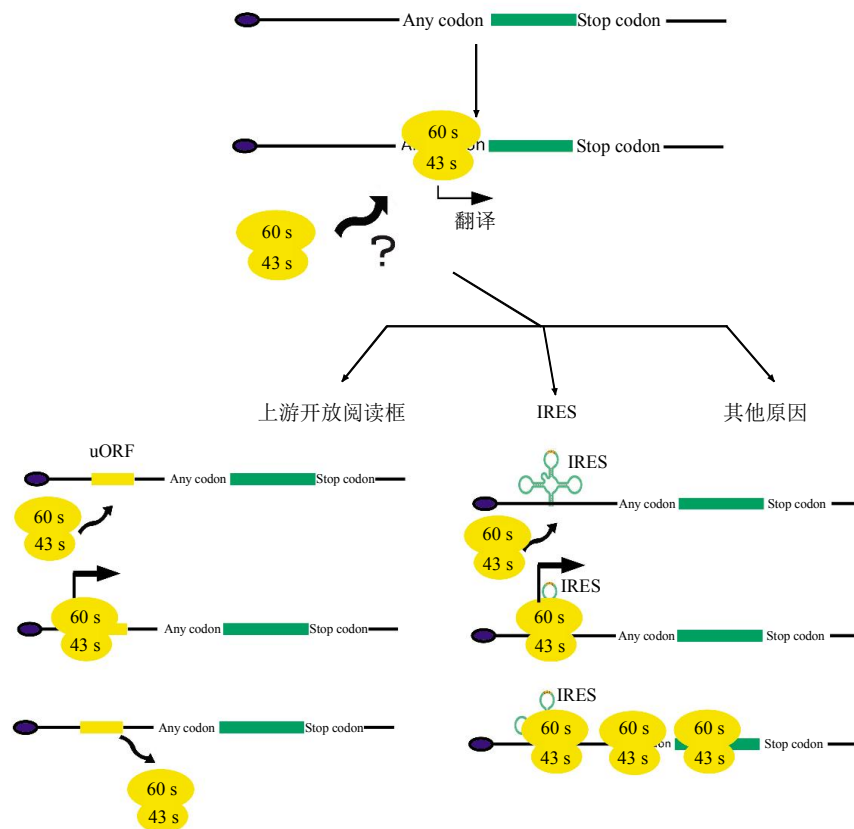 Any codon Stop codon
60 s
43 s
Stop codon
翻译
60 s
43 s
?
上游开放阅读框 IRES 其他原因
uORF
Any codon Stop codon
60 s
43 s
60 s
43 s
Any codon Stop codon
Any codon Stop codon
60 s
43 s
IRES
Any codon Stop codon
60 s
43 s
IRES
60 s
43 s
Any codon Stop codon
IRES
60 s 60 s 60 s
43 s 43 s 43 s
Stop codon